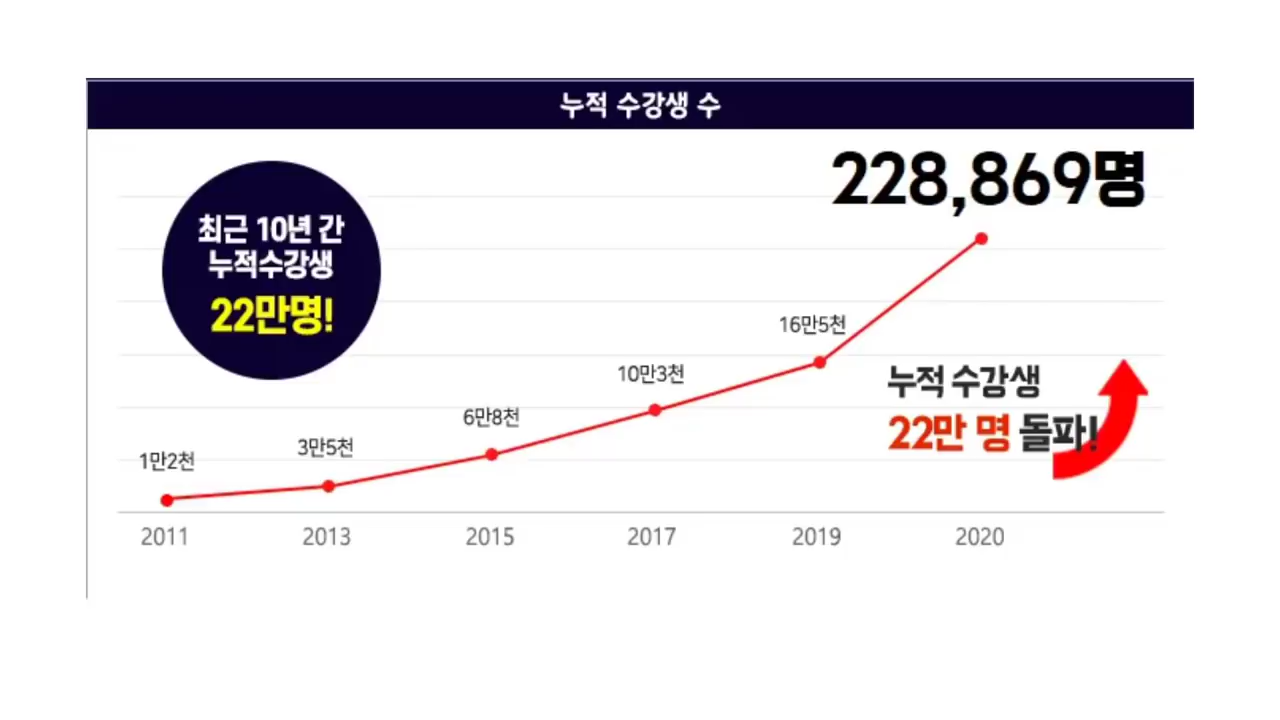 누적 수강생 수
228,869명
최근 10년 간
누적수강생
22만명!
16만5천
10만3천
6만8천
3만5천
1만2천
누적 수강생
22만 명 돌파!
2011 2013 2015 2017 2019 2020